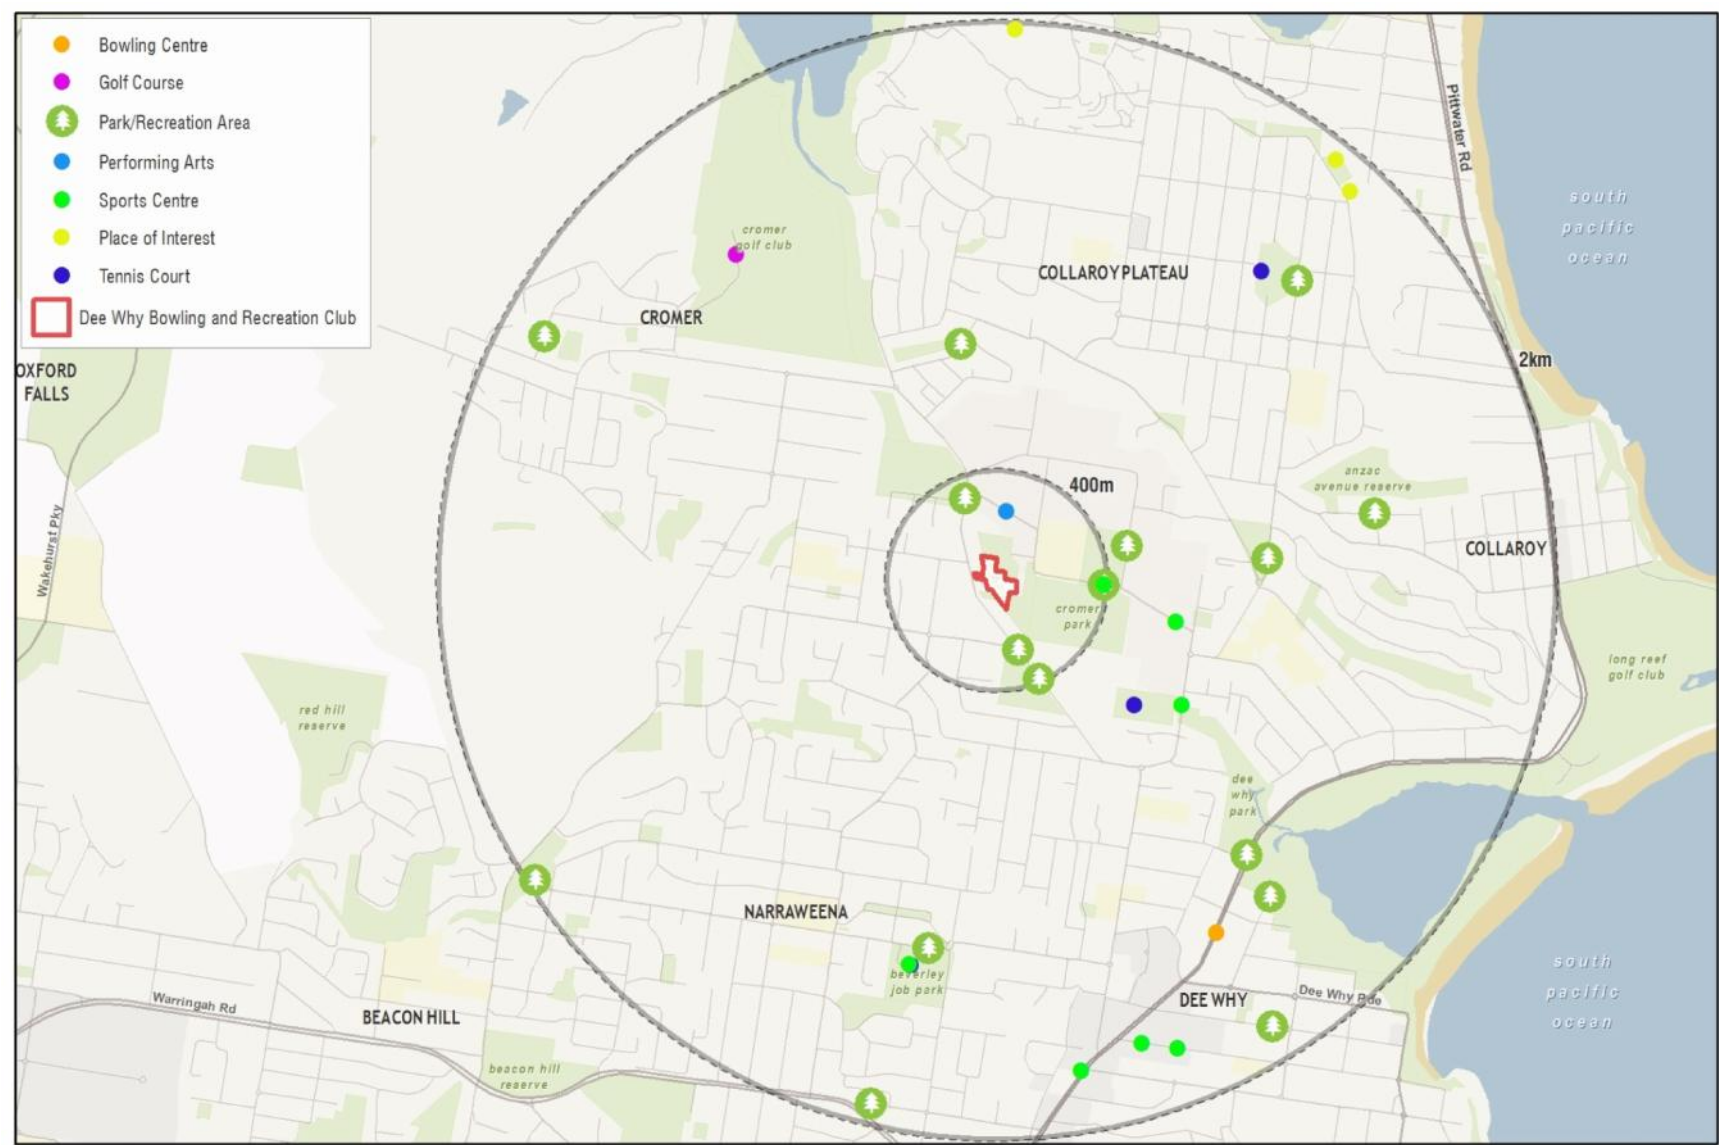 Bowling Centre
Golf Course
Park/Recreation Area
Performing Arts
Sports Centre
Place of Interest
Tennis Court
Dee Why Bowling and Recreation Club
Pittwater Rd
south
pacific
ocean
cromer
golf club
COLLAROY PLATEAU
CROMER
2km
OXFORD
FALLS
anzac
avenue reserve
400m
Wakehurst Pky
COLLAROY
cromer
park
long reef
golf club
red hill
reserve
dee
why
park
NARRAWEENA
beverley
job park
south
pacific
ocean
DEE WHY
Dee Why Pde
Warringah Rd
BEACON HILL
beacon hill
reserve